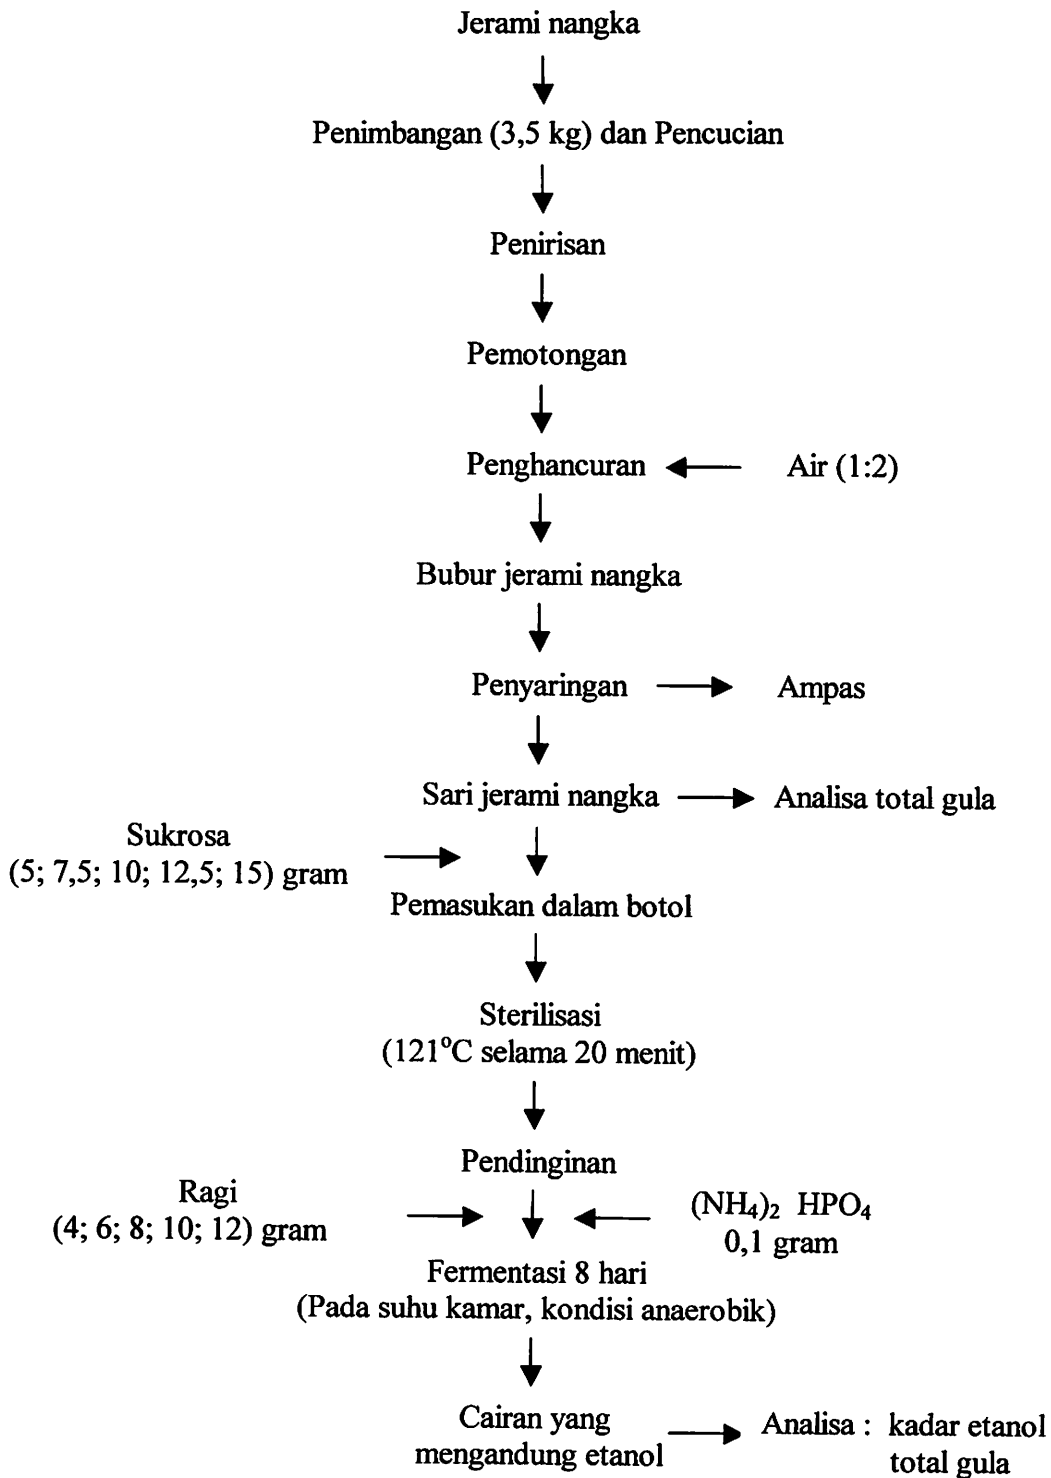 Jerami nangka
Penimbangan (3,5 kg) dan Pencucian
Penirisan
Pemotongan
Penghancuran
Air (1:2)
Bubur jerami nangka
Penyaringan
Ampas
Sari jerami nangka
Analisa total gula
Sukrosa
(5; 7,5; 10; 12,5; 15) gram
Pemasukan dalam botol
Sterilisasi
(121°C selama 20 menit)
Pendinginan
Ragi
(4; 6; 8; 10; 12) gram
(NH₄)₂ HPO₄
0,1 gram
Fermentasi 8 hari
(Pada suhu kamar, kondisi anaerobik)
Cairan yang
mengandung etanol
Analisa : kadar etanol
total gula